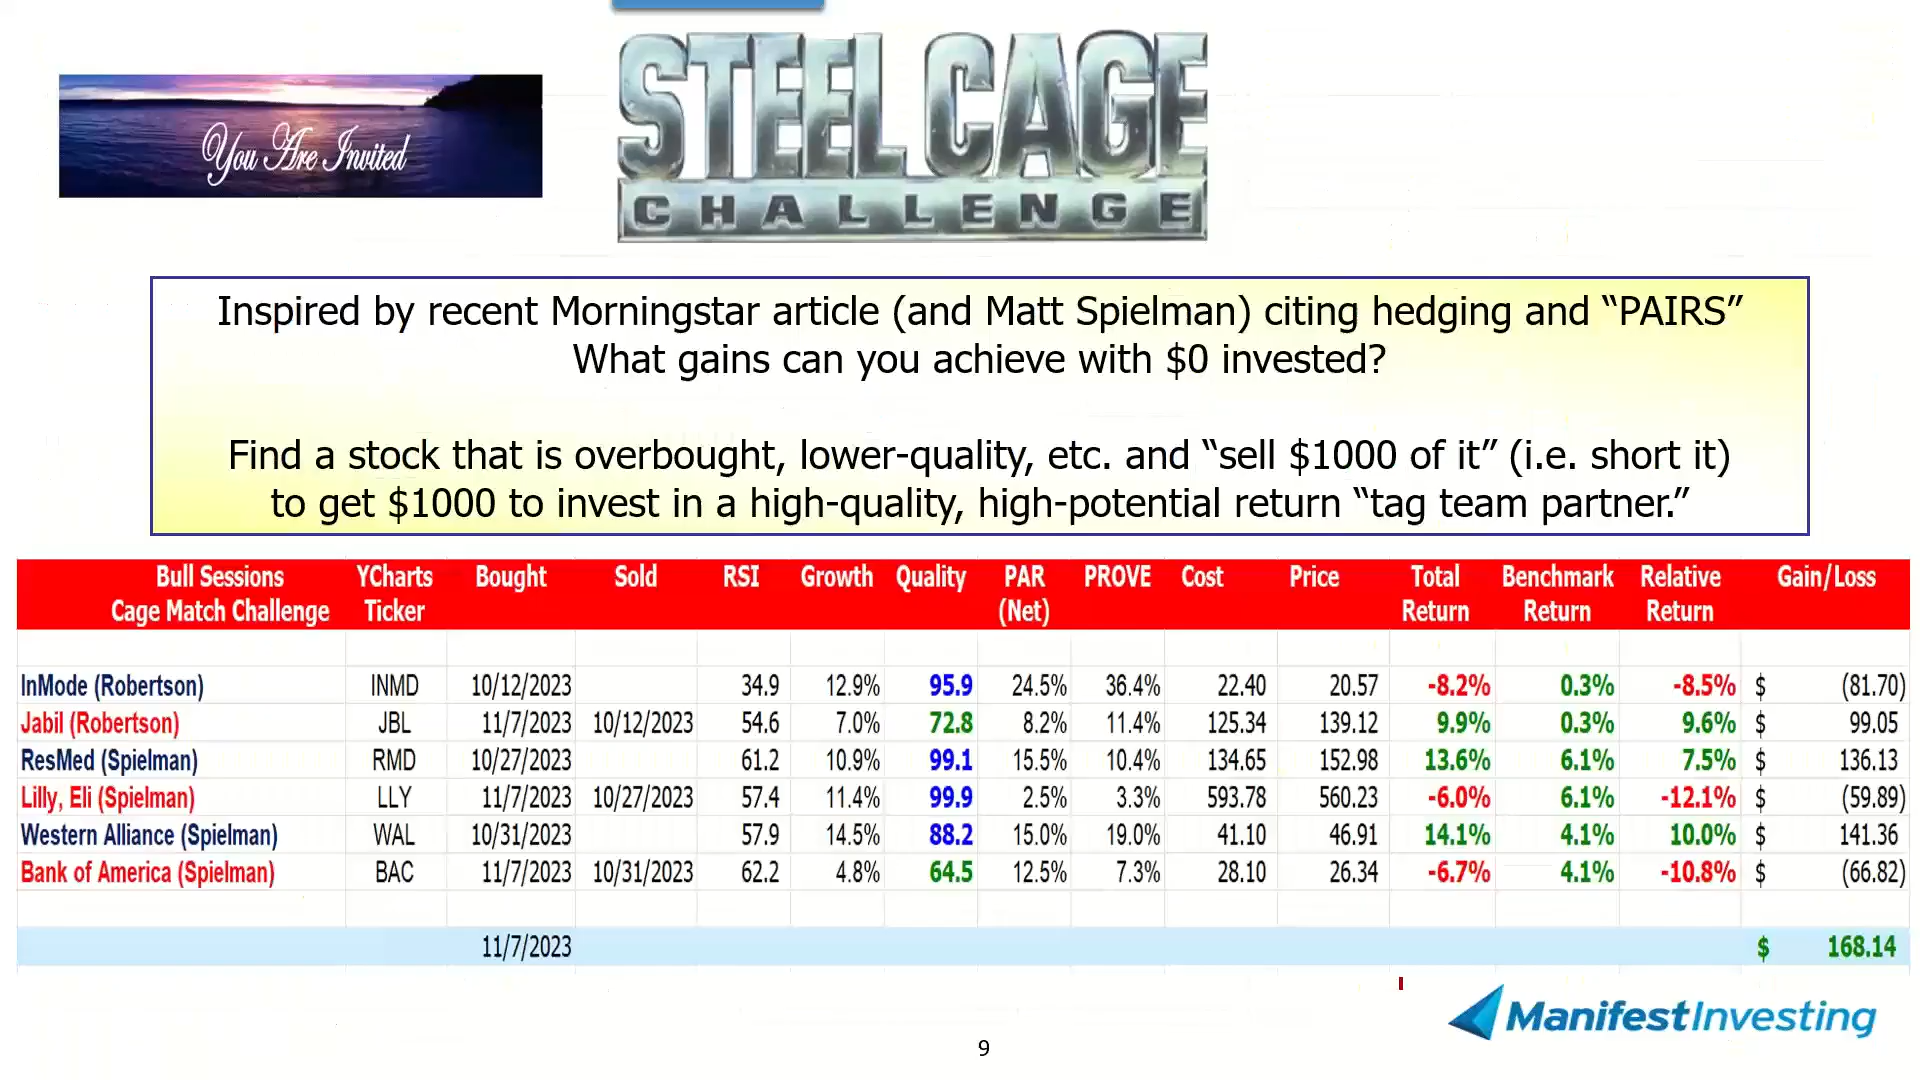 You Are Invited
STEEL CAGE
CHALLENGE
Inspired by recent Morningstar article (and Matt Spielman) citing hedging and “PAIRS”
What gains can you achieve with $0 invested?
Find a stock that is overbought, lower-quality, etc. and “sell $1000 of it” (i.e. short it)
to get $1000 to invest in a high-quality, high-potential return “tag team partner.”
Bull Sessions YCharts Bought Sold RSI Growth Quality PAR PROVE Cost Price Total Benchmark Relative Gain/Loss
Cage Match Challenge Ticker (Net) Return Return Return
InMode (Robertson) INMD 10/12/2023 34.9 12.9% 95.9 24.5% 36.4% 22.40 20.57 -8.2% 0.3% -8.5% $ (81.70)
Jabil (Robertson) JBL 11/7/2023 10/12/2023 54.6 7.0% 72.8 8.2% 11.4% 125.34 139.12 9.9% 0.3% 9.6% $ 99.05
ResMed (Spielman) RMD 10/27/2023 61.2 10.9% 99.1 15.5% 10.4% 134.65 152.98 13.6% 6.1% 7.5% $ 136.13
Lilly, Eli (Spielman) LLY 11/7/2023 10/27/2023 57.4 11.4% 99.9 2.5% 3.3% 593.78 560.23 -6.0% 6.1% -12.1% $ (59.89)
Western Alliance (Spielman) WAL 10/31/2023 57.9 14.5% 88.2 15.0% 19.0% 41.10 46.91 14.1% 4.1% 10.0% $ 141.36
Bank of America (Spielman) BAC 11/7/2023 10/31/2023 62.2 4.8% 64.5 12.5% 7.3% 28.10 26.34 -6.7% 4.1% -10.8% $ (66.82)
11/7/2023 $ 168.14
ManifestInvesting
9